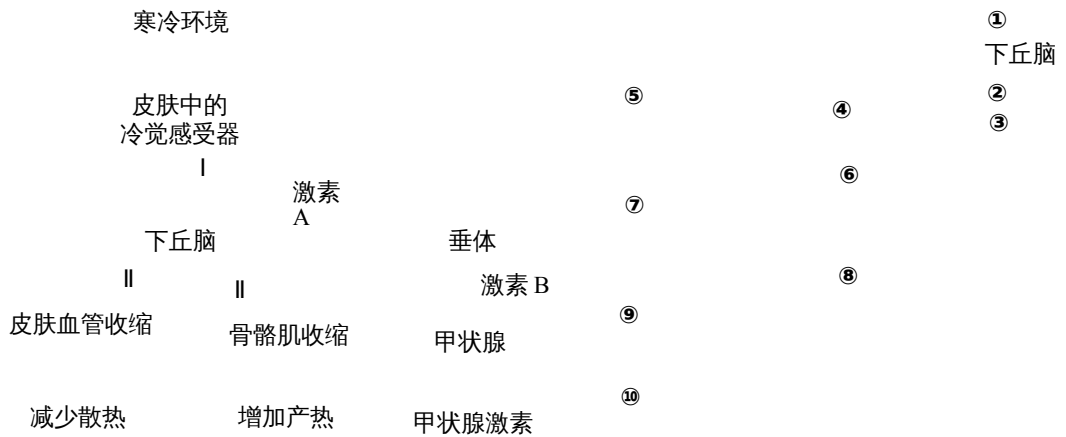 寒冷环境
①
下丘脑
皮肤中的
冷觉感受器
⑤
④
②
③
Ⅰ
激素
A
⑥
⑦
下丘脑
垂体
Ⅱ
Ⅱ
激素 B
⑧
皮肤血管收缩
骨骼肌收缩
甲状腺
⑨
减少散热
增加产热
甲状腺激素
⑩